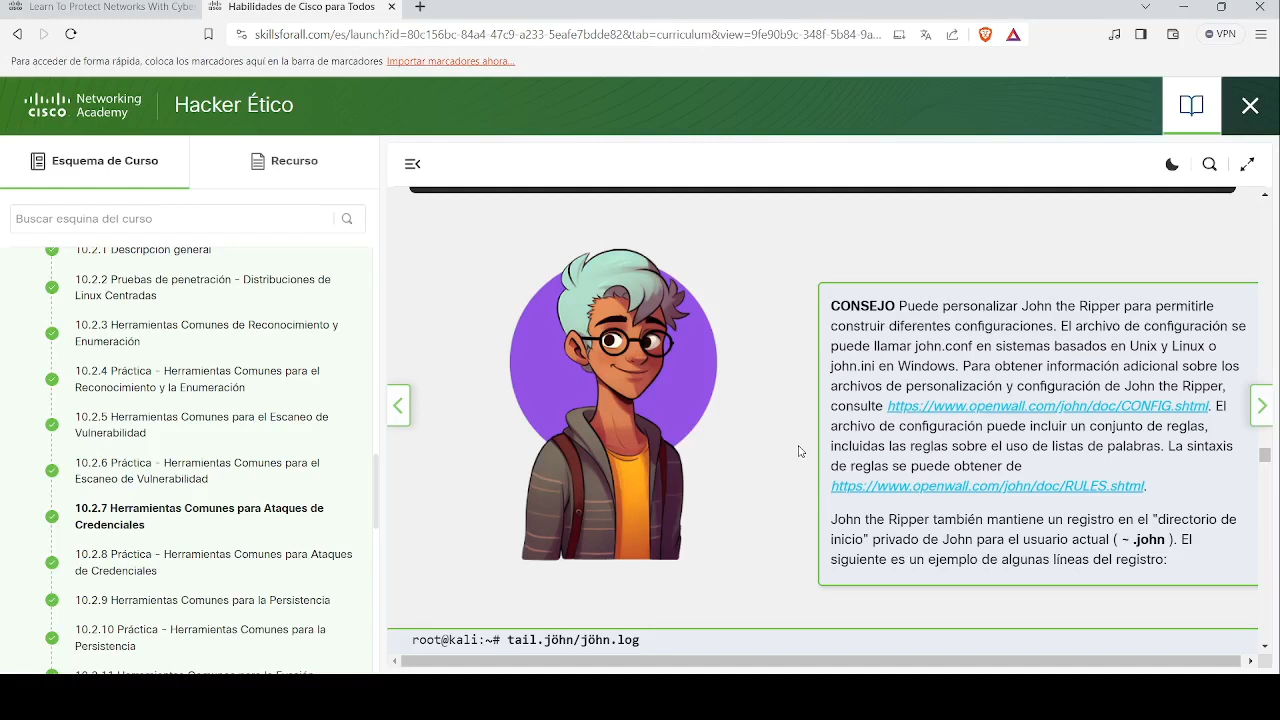 Learn To Protect Networks With Cyber
Habilidades de Cisco para Todos
skillsforall.com/es/launch?id=80c156bc-84a4-47c9-a233-5eafe7bdde82&tab=curriculum&view=9fe90b9c-348f-5b84-9a...
VPN
Para acceder de forma rápida, coloca los marcadores aquí en la barra de marcadores Importar marcadores ahora...
CISCO Networking Academy
Hacker Ético
Esquema de Curso
Recurso
Buscar esquina del curso
10.2.1 Descripción general
10.2.2 Pruebas de penetración - Distribuciones de
Linux Centradas
10.2.3 Herramientas Comunes de Reconocimiento y
Enumeración
10.2.4 Práctica - Herramientas Comunes para el
Reconocimiento y la Enumeración
10.2.5 Herramientas Comunes para el Escaneo de
Vulnerabilidad
10.2.6 Práctica - Herramientas Comunes para el
Escaneo de Vulnerabilidad
10.2.7 Herramientas Comunes para Ataques de
Credenciales
10.2.8 Práctica - Herramientas Comunes para Ataques
de Credenciales
10.2.9 Herramientas Comunes para la Persistencia
10.2.10 Práctica - Herramientas Comunes para la
Persistencia
CONSEJO Puede personalizar John the Ripper para permitirle
construir diferentes configuraciones. El archivo de configuración se
puede llamar john.conf en sistemas basados en Unix y Linux o
john.ini en Windows. Para obtener información adicional sobre los
archivos de personalización y configuración de John the Ripper,
consulte https://www.openwall.com/john/doc/CONFIG.shtml. El
archivo de configuración puede incluir un conjunto de reglas,
incluidas las reglas sobre el uso de listas de palabras. La sintaxis
de reglas se puede obtener de
https://www.openwall.com/john/doc/RULES.shtml.
John the Ripper también mantiene un registro en el "directorio de
inicio" privado de John para el usuario actual ( ~ .john ). El
siguiente es un ejemplo de algunas líneas del registro:
root@kali:~# tail.jöhn/jöhn.log